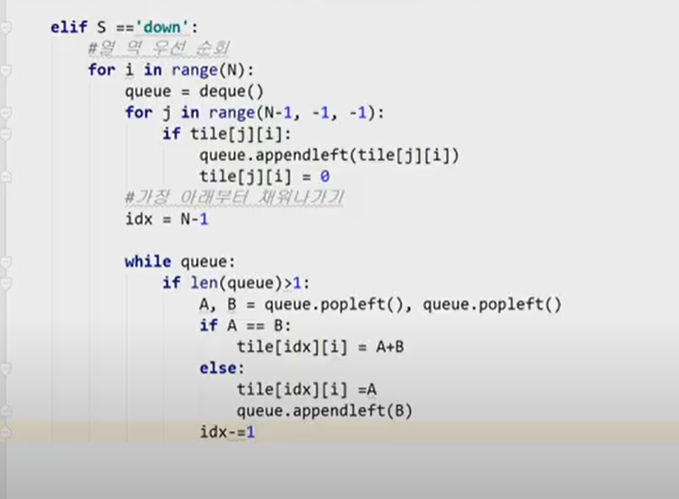 elif S =='down':
#열 역 우선 순회
for i in range(N):
queue = deque()
for j in range(N-1, -1, -1):
if tile[j][i]:
queue.appendleft(tile[j][i])
tile[j][i] = 0
#가장 아래부터 채워나가기
idx = N-1
while queue:
if len(queue)>1:
A, B = queue.popleft(), queue.popleft()
if A == B:
tile[idx][i] = A+B
else:
tile[idx][i] =A
queue.appendleft(B)
idx-=1